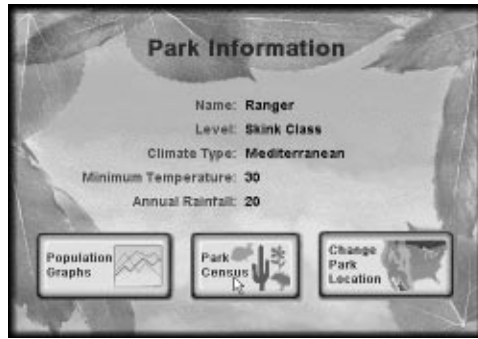 Park Information
Name: Ranger
Level: Skink Class
Climate Type: Mediterranean
Minimum Temperature: 30
Annual Rainfall: 20
Population
Graphs
Park
Census
Change
Park
Location